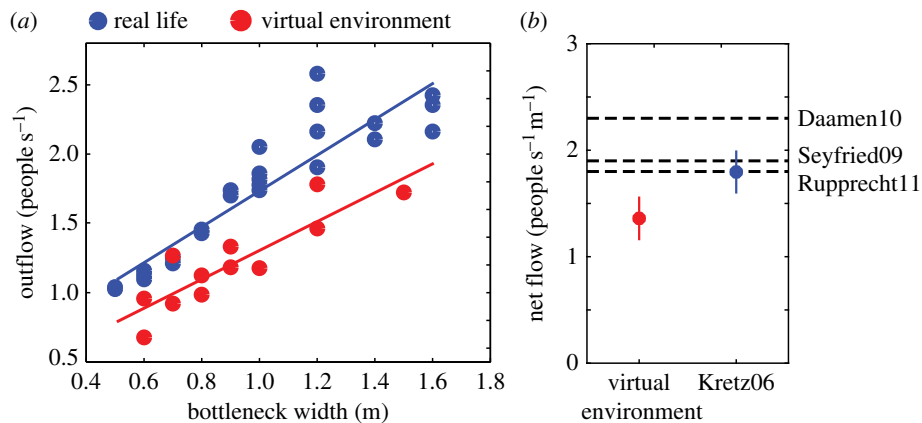 (a) real life virtual environment
outflow (people s−1)
2.5
2.0
1.5
1.0
0.5
0.4 0.6 0.8 1.0 1.2 1.4 1.6 1.8
bottleneck width (m)
(b)
net flow (people s−1 m−1)
3
2
1
0
Daamen10
Seyfried09
Rupprecht11
virtual
environment
Kretz06